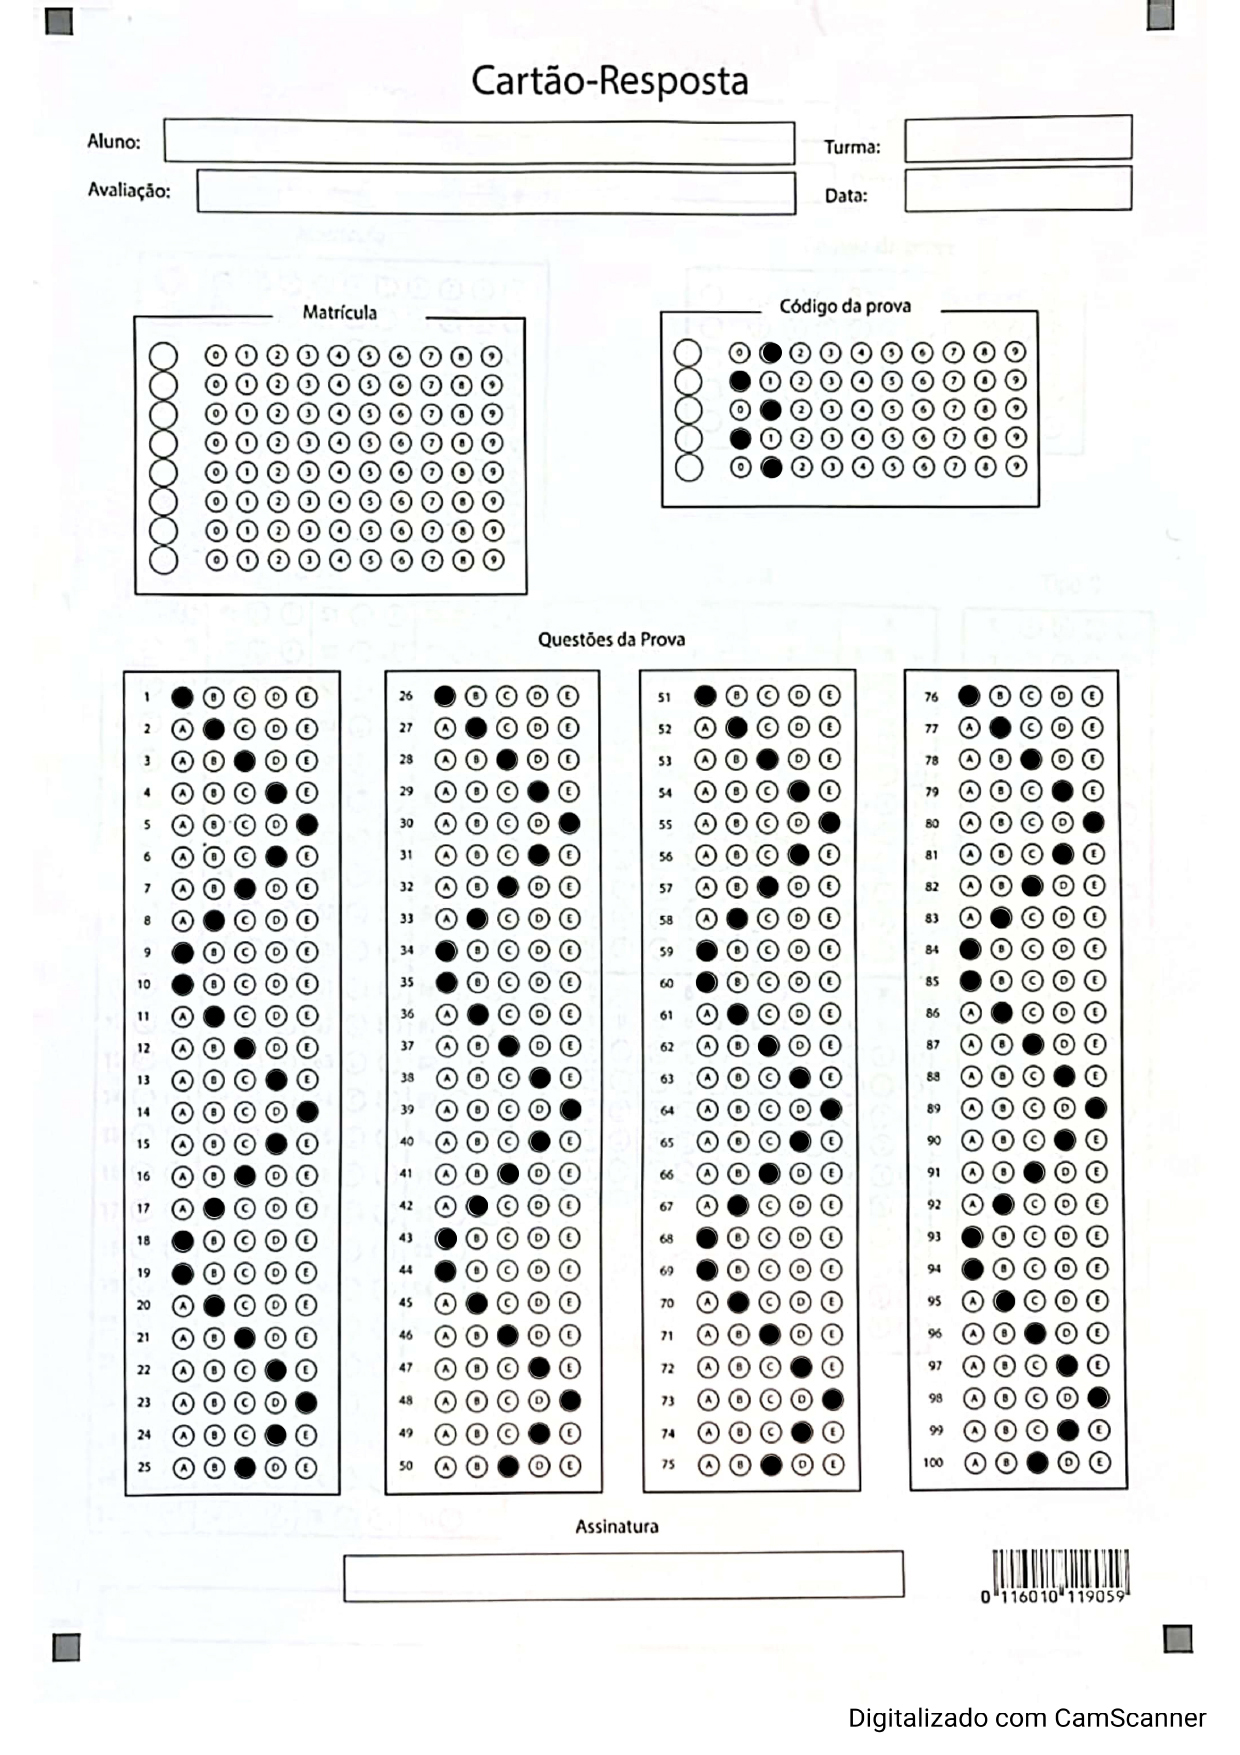 Cartão-Resposta
Aluno:
Turma:
Avaliação:
Data:
Matrícula
0 1 2 3 4 5 6 7 8 9
0 1 2 3 4 5 6 7 8 9
0 1 2 3 4 5 6 7 8 9
0 1 2 3 4 5 6 7 8 9
0 1 2 3 4 5 6 7 8 9
0 1 2 3 4 5 6 7 8 9
0 1 2 3 4 5 6 7 8 9
0 1 2 3 4 5 6 7 8 9
Código da prova
0 2 3 4 5 6 7 8 9
1 2 3 4 5 6 7 8 9
0 2 3 4 5 6 7 8 9
1 2 3 4 5 6 7 8 9
0 2 3 4 5 6 7 8 9
Questões da Prova
1 B C D E
2 A C D E
3 A B D E
4 A B C E
5 A B C D
6 A B C E
7 A B D E
8 A C D E
9 B C D E
10 B C D E
11 A C D E
12 A B D E
13 A B C E
14 A B C D
15 A B C E
16 A B D E
17 A C D E
18 B C D E
19 B C D E
20 A C D E
21 A B D E
22 A B C E
23 A B C D
24 A B C E
25 A B D E
26 B C D E
27 A C D E
28 A B D E
29 A B C E
30 A B C D
31 A B C E
32 A B D E
33 A C D E
34 B C D E
35 B C D E
36 A C D E
37 A B D E
38 A B C E
39 A B C D
40 A B C E
41 A B D E
42 A C D E
43 B C D E
44 B C D E
45 A C D E
46 A B D E
47 A B C E
48 A B C D
49 A B C E
50 A B D E
51 B C D E
52 A C D E
53 A B D E
54 A B C E
55 A B C D
56 A B C E
57 A B D E
58 A C D E
59 B C D E
60 B C D E
61 A C D E
62 A B D E
63 A B C E
64 A B C D
65 A B C E
66 A B D E
67 A C D E
68 B C D E
69 B C D E
70 A C D E
71 A B D E
72 A B C E
73 A B C D
74 A B C E
75 A B D E
76 B C D E
77 A C D E
78 A B D E
79 A B C E
80 A B C D
81 A B C E
82 A B D E
83 A C D E
84 B C D E
85 B C D E
86 A C D E
87 A B D E
88 A B C E
89 A B C D
90 A B C E
91 A B D E
92 A C D E
93 B C D E
94 B C D E
95 A C D E
96 A B D E
97 A B C E
98 A B C D
99 A B C E
100 A B D E
Assinatura
0 116010 119059
Digitalizado com CamScanner